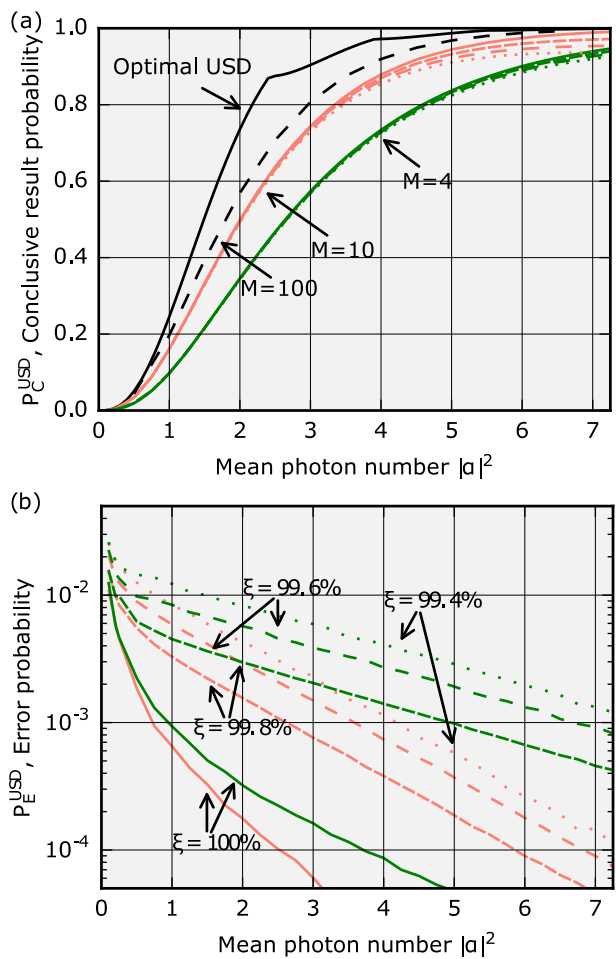 (a)
1.0
Optimal USD
0.8
0.6
M=4
0.4
M=10
M=100
0.2
0.0
P_C^USD, Conclusive result probability
0 1 2 3 4 5 6 7
Mean photon number |α|²
(b)
10⁻²
ξ=99.6%
ξ=99.4%
10⁻³
ξ=99.8%
10⁻⁴
ξ=100%
P_E^USD, Error probability
0 1 2 3 4 5 6 7
Mean photon number |α|²